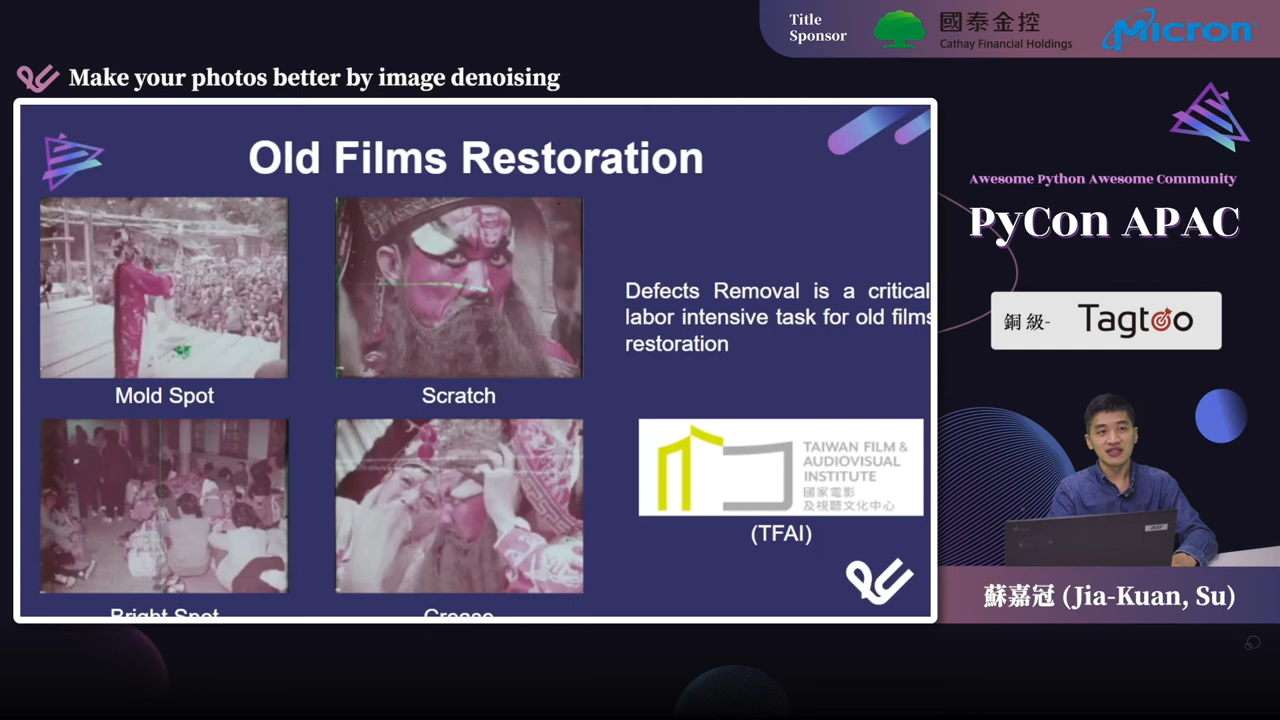 Title
Sponsor
國泰金控
Cathay Financial Holdings
Micron
Make your photos better by image denoising
Old Films Restoration
Mold Spot
Scratch
Defects Removal is a critical
labor intensive task for old films
restoration
TAIWAN FILM &
AUDIOVISUAL
INSTITUTE
國家電影
及視聽文化中心
(TFAI)
Bright Spot
Awesome Python Awesome Community
PyCon APAC
銅級- Tagtoo
acer
蘇嘉冠 (Jia-Kuan, Su)